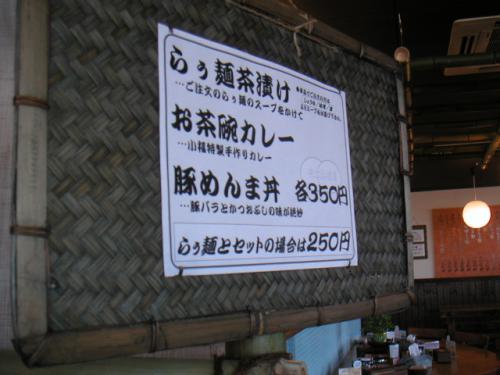 らぅ麺茶漬け
…ご注文のらぅ麺のスープをかけて
お茶碗カレー
…小麺特製手作りカレー
豚めんま丼 各350円
…豚バラとかつおぶしの味が絶妙
らぅ麺とセットの場合は250円